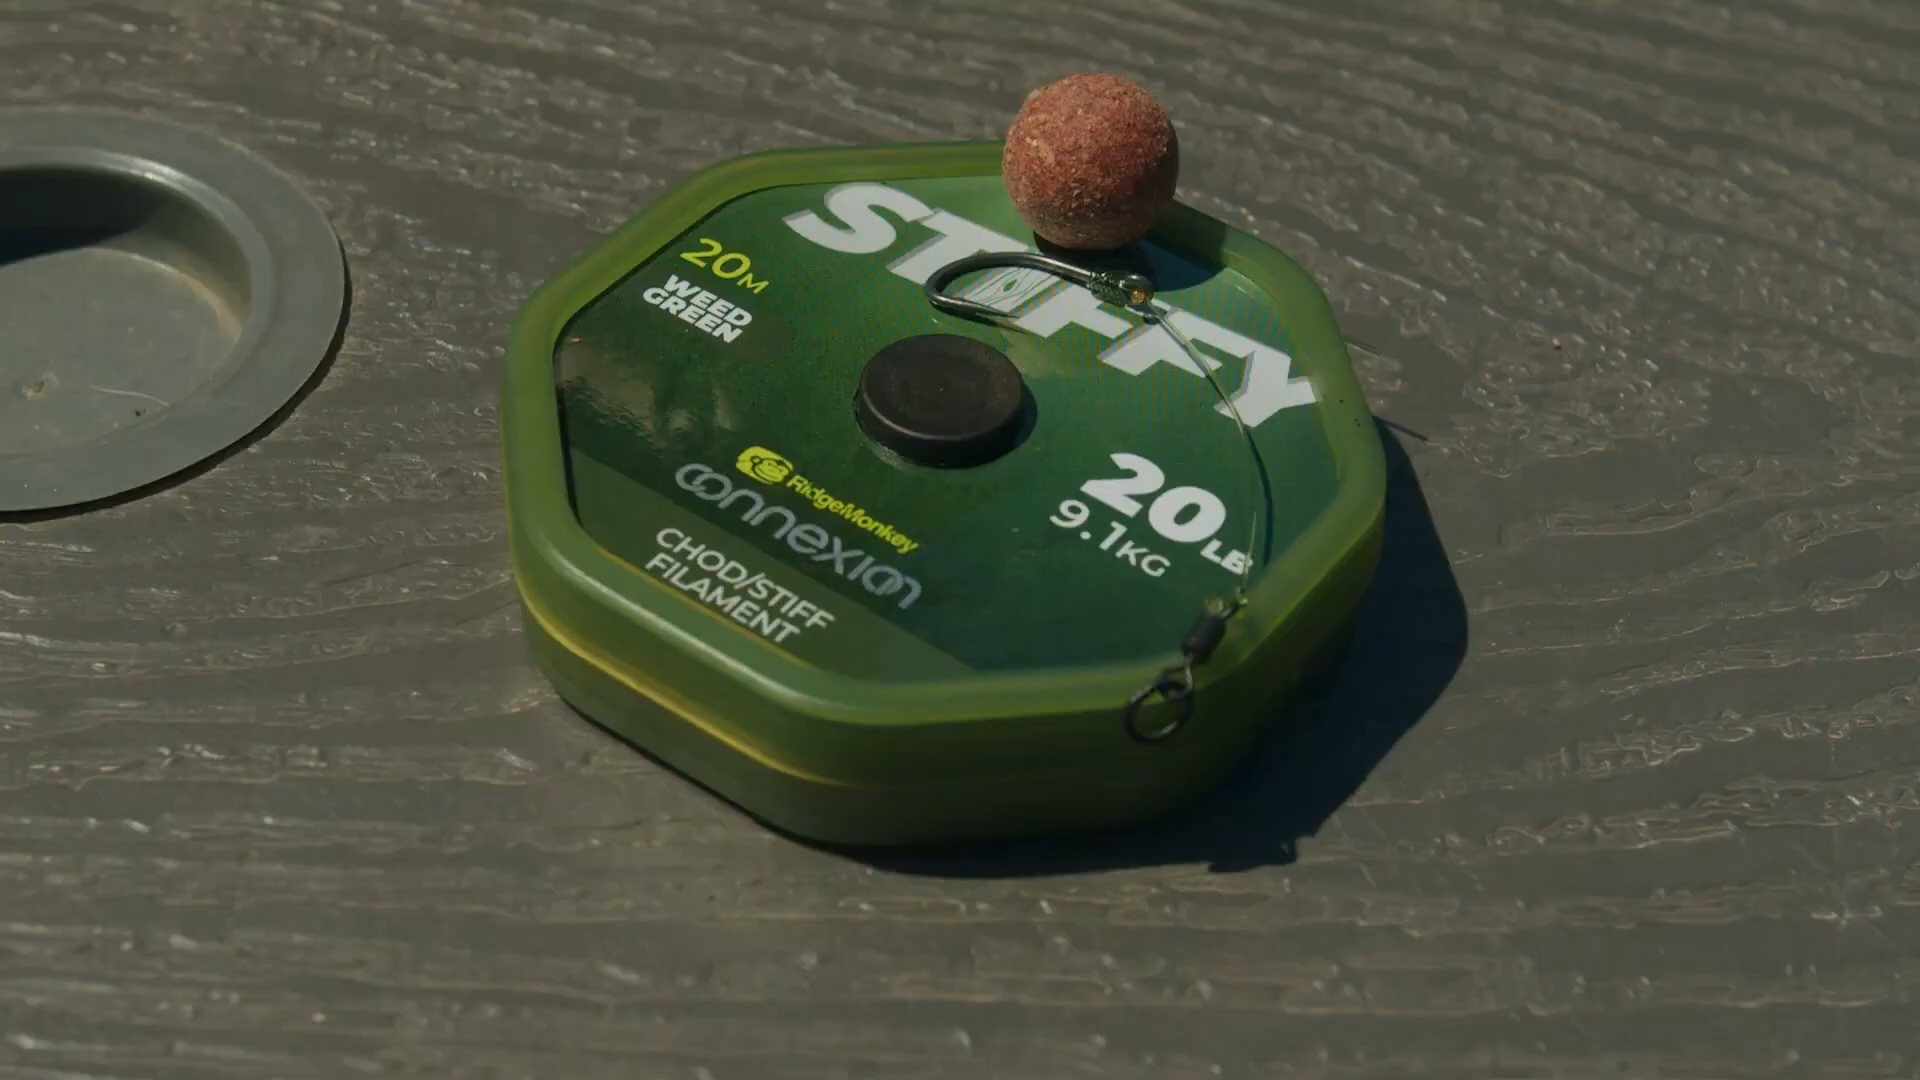 STIFFY
20M
WEED
GREEN
RidgeMonkey
connexion
CHOD/STIFF
FILAMENT
20LB
9.1KG